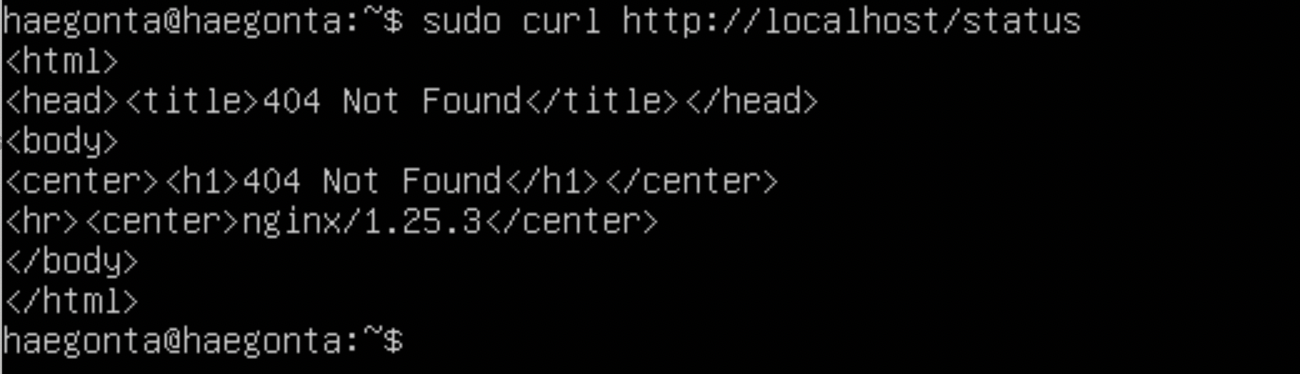 haegonta@haegonta:~$ sudo curl http://localhost/status
<html>
<head><title>404 Not Found</title></head>
<body>
<center><h1>404 Not Found</h1></center>
<hr><center>nginx/1.25.3</center>
</body>
</html>
haegonta@haegonta:~$